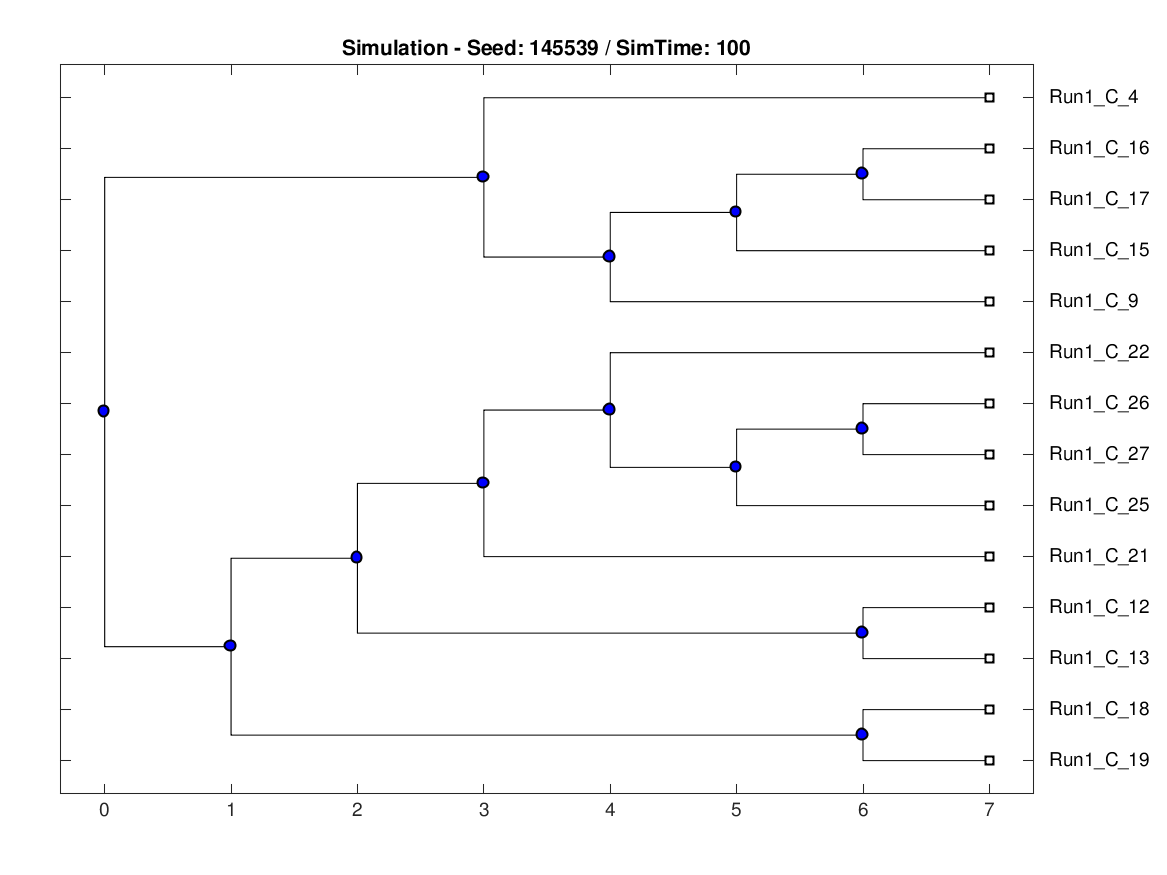 Simulation - Seed: 145539 / SimTime: 100
Run1_C_4
Run1_C_16
Run1_C_17
Run1_C_15
Run1_C_9
Run1_C_22
Run1_C_26
Run1_C_27
Run1_C_25
Run1_C_21
Run1_C_12
Run1_C_13
Run1_C_18
Run1_C_19
0 1 2 3 4 5 6 7